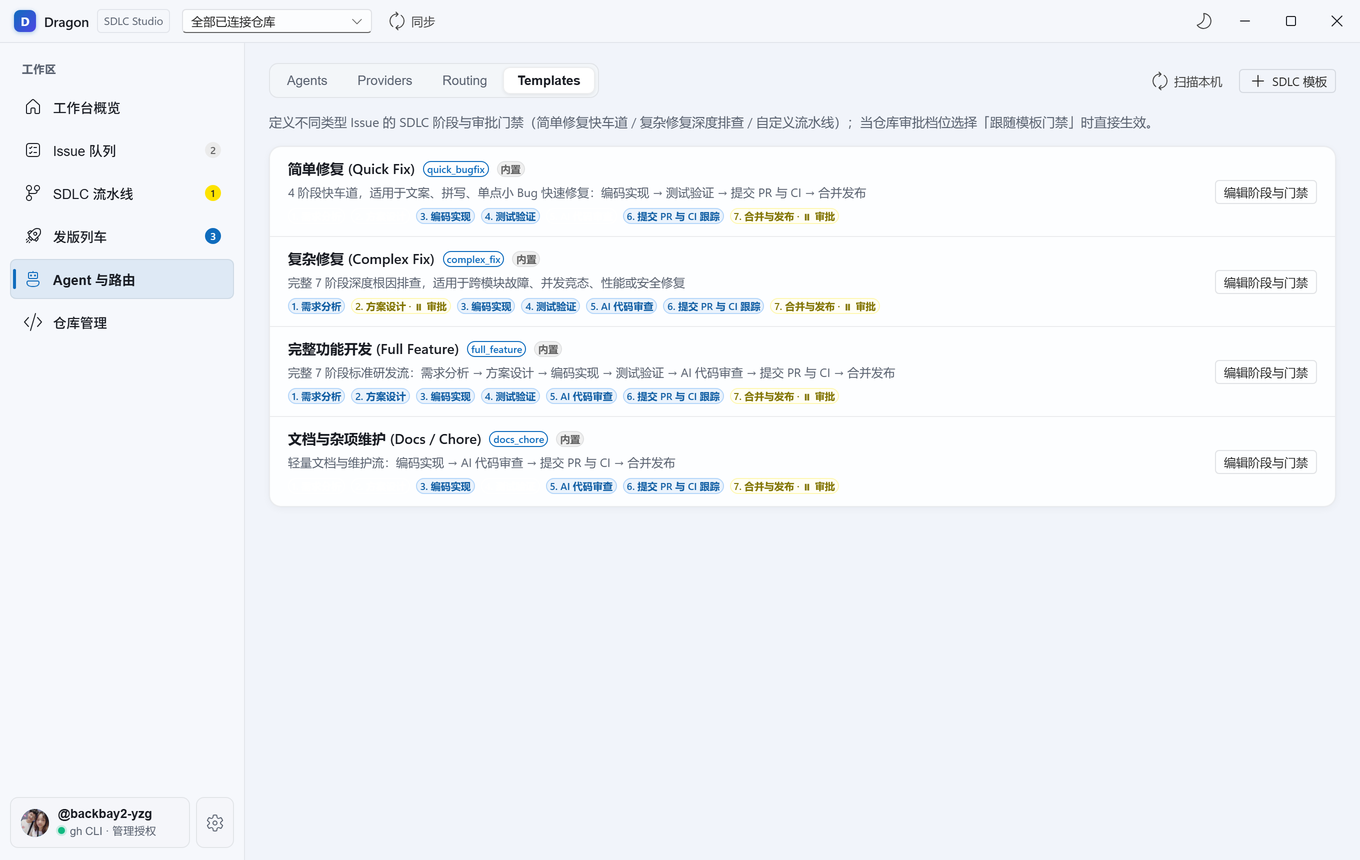 D Dragon SDLC Studio 全部已连接仓库 同步
工作区
工作台概览
Issue 队列 2
SDLC 流水线 1
发版列车 3
Agent 与路由
仓库管理
@backbay2-yzg
gh CLI · 管理授权
Agents Providers Routing Templates
扫描本机 SDLC 模板
定义不同类型 Issue 的 SDLC 阶段与审批门禁（简单修复快车道 / 复杂修复深度排查 / 自定义流水线）；当仓库审批档位选择「跟随模板门禁」时直接生效。
简单修复 (Quick Fix) quick_bugfix 内置
4 阶段快车道，适用于文案、拼写、单点小 Bug 快速修复：编码实现 → 测试验证 → 提交 PR 与 CI → 合并发布
3. 编码实现 4. 测试验证 6. 提交 PR 与 CI 跟踪 7. 合并与发布 · ⏸ 审批
编辑阶段与门禁
复杂修复 (Complex Fix) complex_fix 内置
完整 7 阶段深度根因排查，适用于跨模块故障、并发竞态、性能或安全修复
1. 需求分析 2. 方案设计 · ⏸ 审批 3. 编码实现 4. 测试验证 5. AI 代码审查 6. 提交 PR 与 CI 跟踪 7. 合并与发布 · ⏸ 审批
编辑阶段与门禁
完整功能开发 (Full Feature) full_feature 内置
完整 7 阶段标准研发流：需求分析 → 方案设计 → 编码实现 → 测试验证 → AI 代码审查 → 提交 PR 与 CI → 合并发布
1. 需求分析 2. 方案设计 3. 编码实现 4. 测试验证 5. AI 代码审查 6. 提交 PR 与 CI 跟踪 7. 合并与发布 · ⏸ 审批
编辑阶段与门禁
文档与杂项维护 (Docs / Chore) docs_chore 内置
轻量文档与维护流：编码实现 → AI 代码审查 → 提交 PR 与 CI → 合并发布
3. 编码实现 5. AI 代码审查 6. 提交 PR 与 CI 跟踪 7. 合并与发布 · ⏸ 审批
编辑阶段与门禁